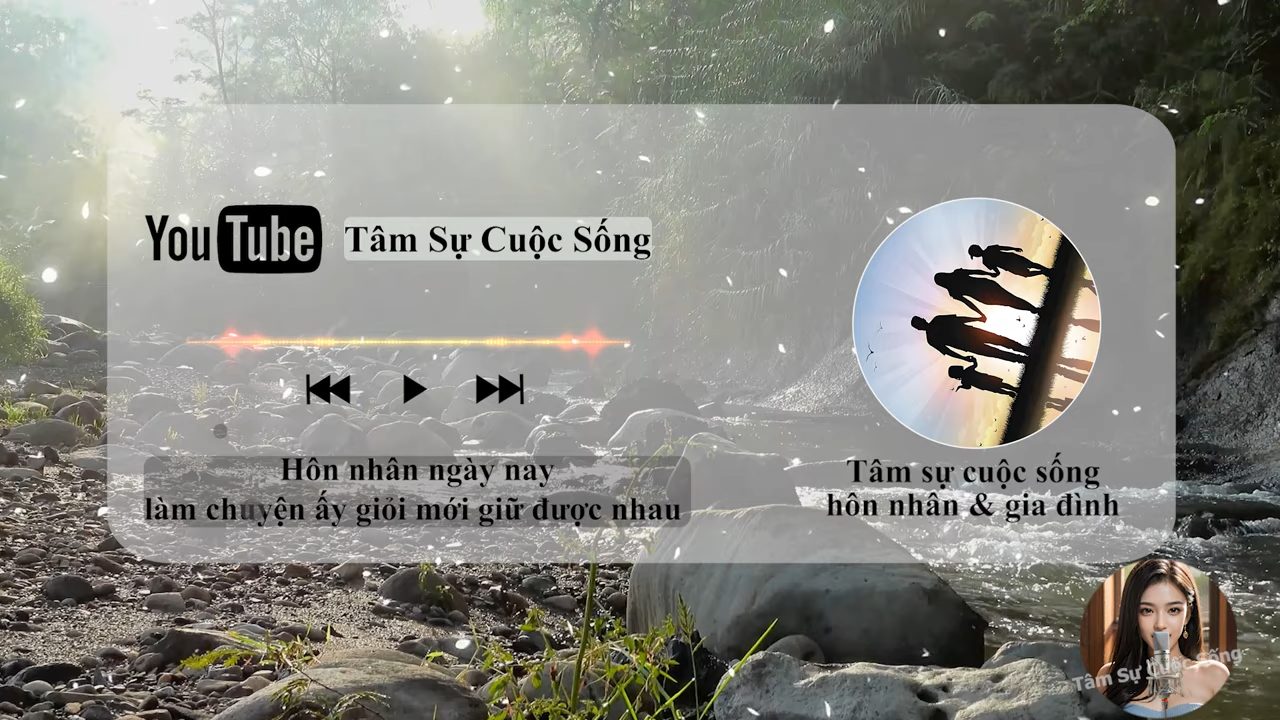 YouTube Tâm Sự Cuộc Sống
Hôn nhân ngày nay
làm chuyện ấy giỏi mới giữ được nhau
Tâm sự cuộc sống
hôn nhân & gia đình
Tâm Sự Cuộc Sống